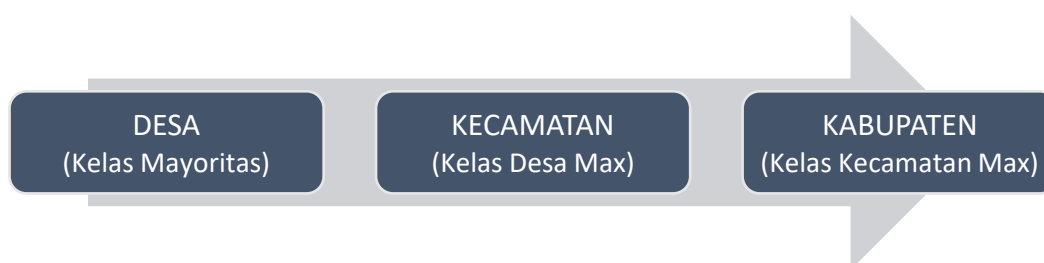 DESA
(Kelas Mayoritas)
KECAMATAN
(Kelas Desa Max)
KABUPATEN
(Kelas Kecamatan Max)